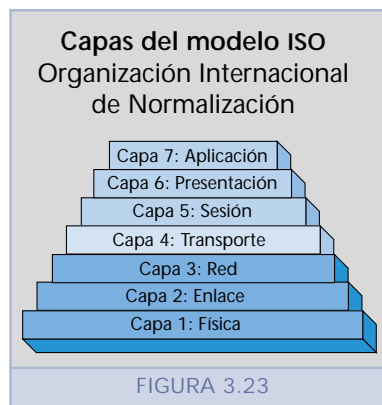 Capas del modelo ISO
Organización Internacional
de Normalización
Capa 7: Aplicación
Capa 6: Presentación
Capa 5: Sesión
Capa 4: Transporte
Capa 3: Red
Capa 2: Enlace
Capa 1: Física
FIGURA 3.23